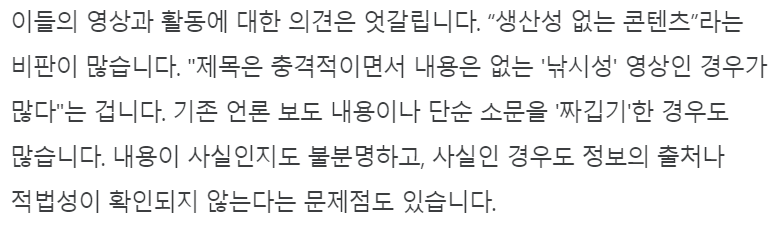 이들의 영상과 활동에 대한 의견은 엇갈립니다. “생산성 없는 콘텐츠”라는
비판이 많습니다. "제목은 충격적이면서 내용은 없는 '낚시성' 영상인 경우가
많다"는 겁니다. 기존 언론 보도 내용이나 단순 소문을 '짜깁기'한 경우도
많습니다. 내용이 사실인지도 불분명하고, 사실인 경우도 정보의 출처나
적법성이 확인되지 않는다는 문제점도 있습니다.